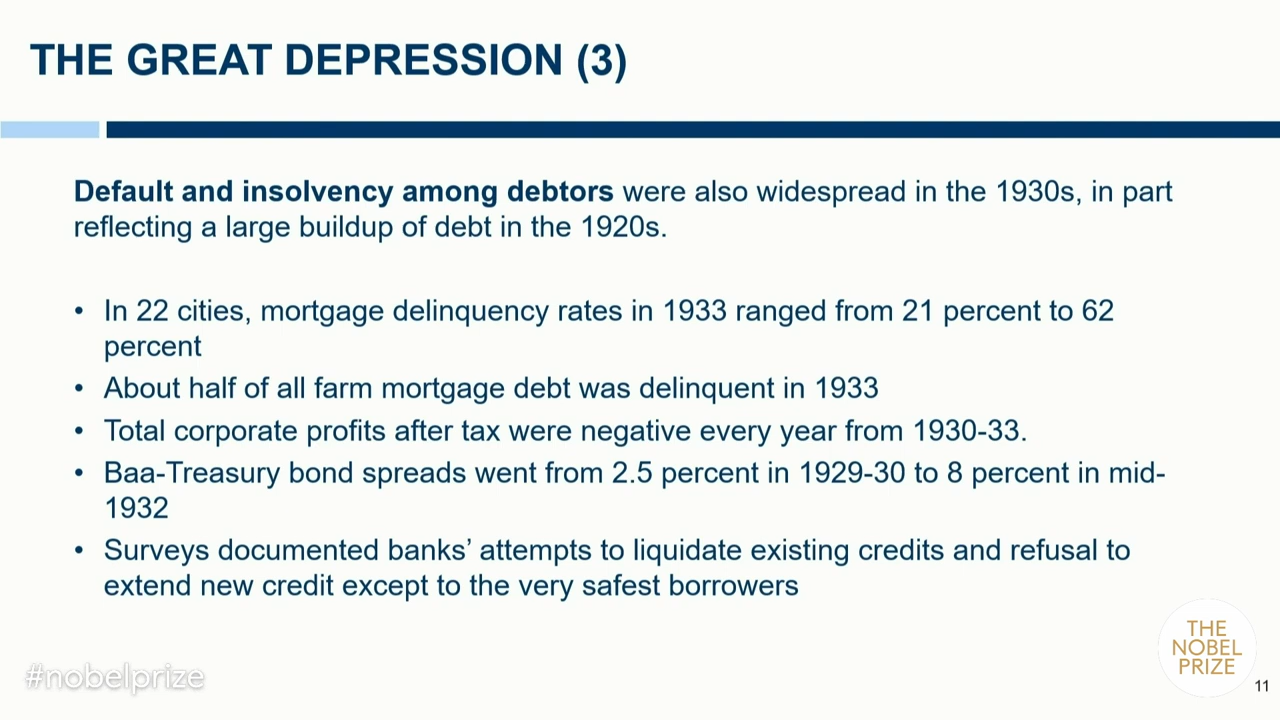 THE GREAT DEPRESSION (3)
Default and insolvency among debtors were also widespread in the 1930s, in part
reflecting a large buildup of debt in the 1920s.
• In 22 cities, mortgage delinquency rates in 1933 ranged from 21 percent to 62
percent
• About half of all farm mortgage debt was delinquent in 1933
• Total corporate profits after tax were negative every year from 1930-33.
• Baa-Treasury bond spreads went from 2.5 percent in 1929-30 to 8 percent in mid-
1932
• Surveys documented banks’ attempts to liquidate existing credits and refusal to
extend new credit except to the very safest borrowers
THE
NOBEL
PRIZE
#nobelprize
11